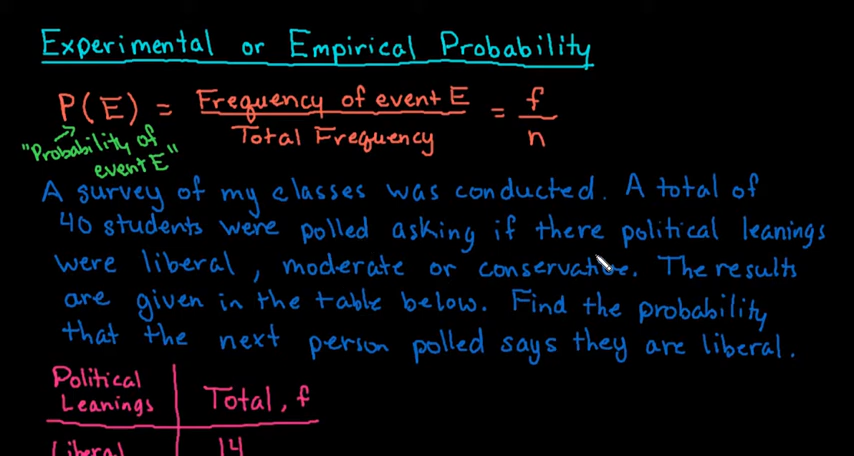 Experimental or Empirical Probability
P(E) = Frequency of event E / Total Frequency = f / n
"Probability of
event E"
A survey of my classes was conducted. A total of
40 students were polled asking if there political leanings
were liberal, moderate or conservative. The results
are given in the table below. Find the probability
that the next person polled says they are liberal.
Political Leanings Total, f
Liberal 14